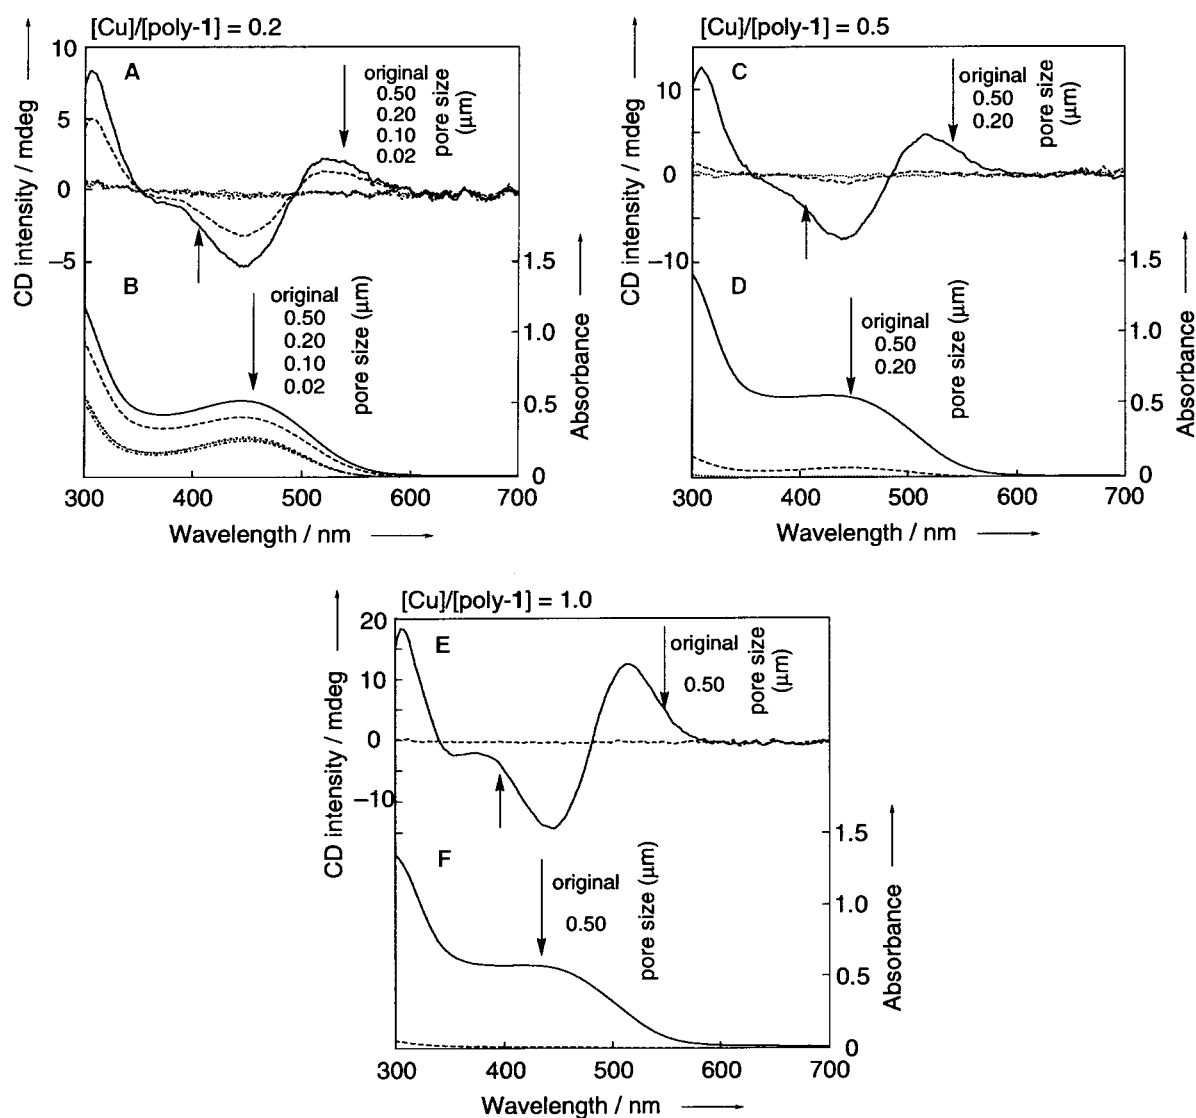 [Cu]/[poly-1] = 0.2
CD intensity / mdeg
10
5
0
−5
A
original
0.50
0.20
0.10
0.02
pore size
(μm)
B
original
0.50
0.20
0.10
0.02
pore size (μm)
1.5
1.0
0.5
0
Absorbance
300
400
500
600
700
Wavelength / nm
[Cu]/[poly-1] = 0.5
CD intensity / mdeg
10
0
−10
C
original
0.50
0.20
pore size
(μm)
D
original
0.50
0.20
pore size (μm)
1.5
1.0
0.5
0
Absorbance
300
400
500
600
700
Wavelength / nm
[Cu]/[poly-1] = 1.0
CD intensity / mdeg
20
10
0
−10
E
original
0.50
pore size
(μm)
F
original
0.50
pore size (μm)
1.5
1.0
0.5
0
Absorbance
300
400
500
600
700
Wavelength / nm